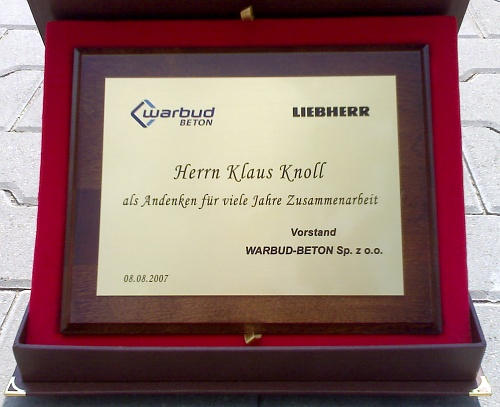 warbud
BETON
LIEBHERR
Herrn Klaus Knoll
als Andenken für viele Jahre Zusammenarbeit
Vorstand
WARBUD-BETON Sp. z o.o.
08.08.2007